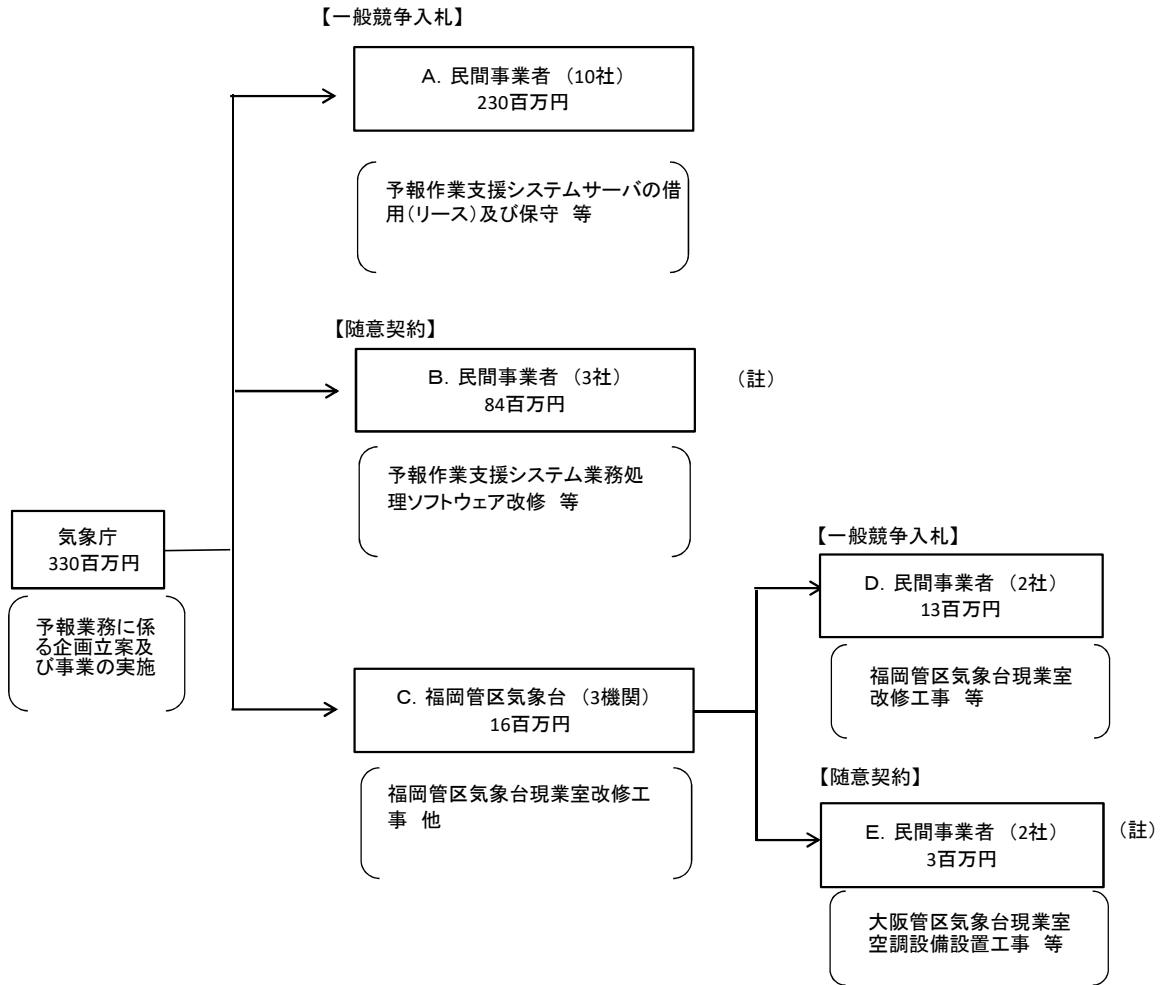 【一般競争入札】
A. 民間事業者 （10社）
230百万円
予報作業支援システムサーバの借
用（リース）及び保守 等
【随意契約】
B. 民間事業者 （3社）
84百万円
（註）
予報作業支援システム業務処
理ソフトウェア改修 等
気象庁
330百万円
予報業務に係
る企画立案及
び事業の実施
C. 福岡管区気象台 （3機関）
16百万円
福岡管区気象台現業室改修工
事 他
【一般競争入札】
D. 民間事業者 （2社）
13百万円
福岡管区気象台現業室
改修工事 等
【随意契約】
E. 民間事業者 （2社）
3百万円
（註）
大阪管区気象台現業室
空調設備設置工事 等